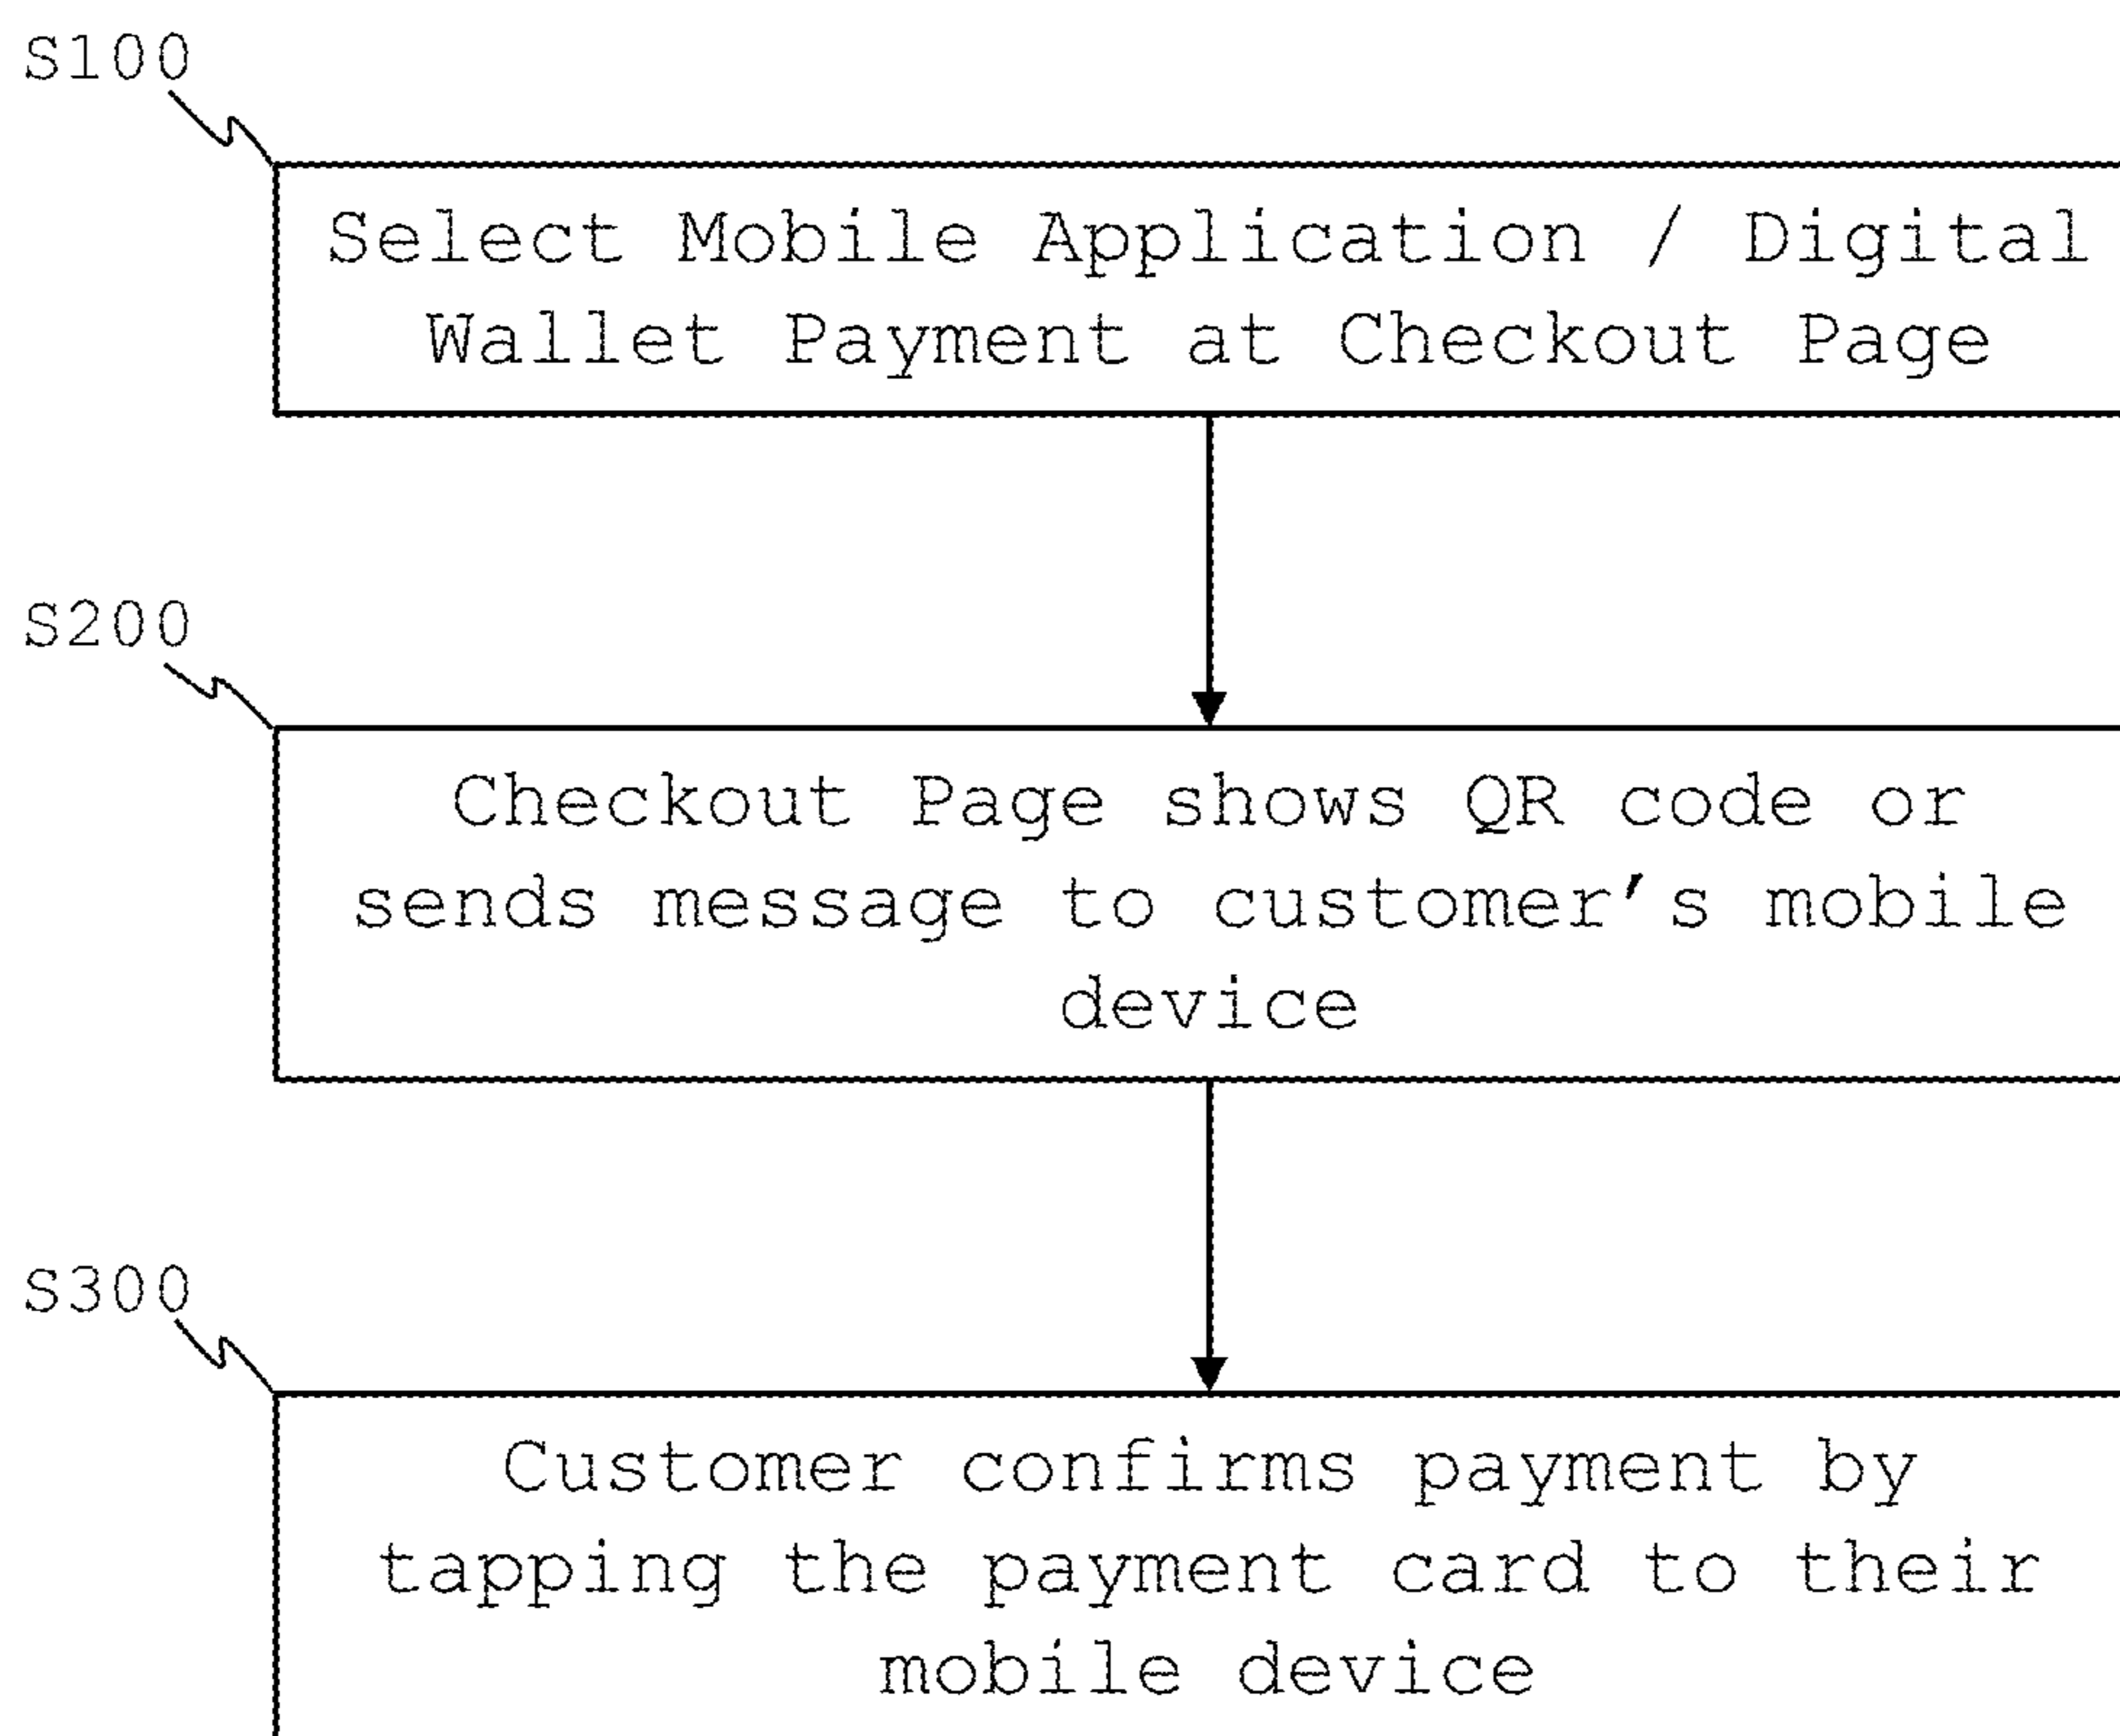 S100
Select Mobile Application / Digital
Wallet Payment at Checkout Page
S200
Checkout Page shows QR code or
sends message to customer's mobile
device
S300
Customer confirms payment by
tapping the payment card to their
mobile device